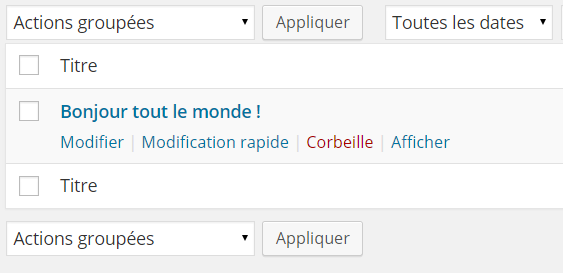 Actions groupées Appliquer Toutes les dates
Titre
Bonjour tout le monde !
Modifier | Modification rapide | Corbeille | Afficher
Titre
Actions groupées Appliquer